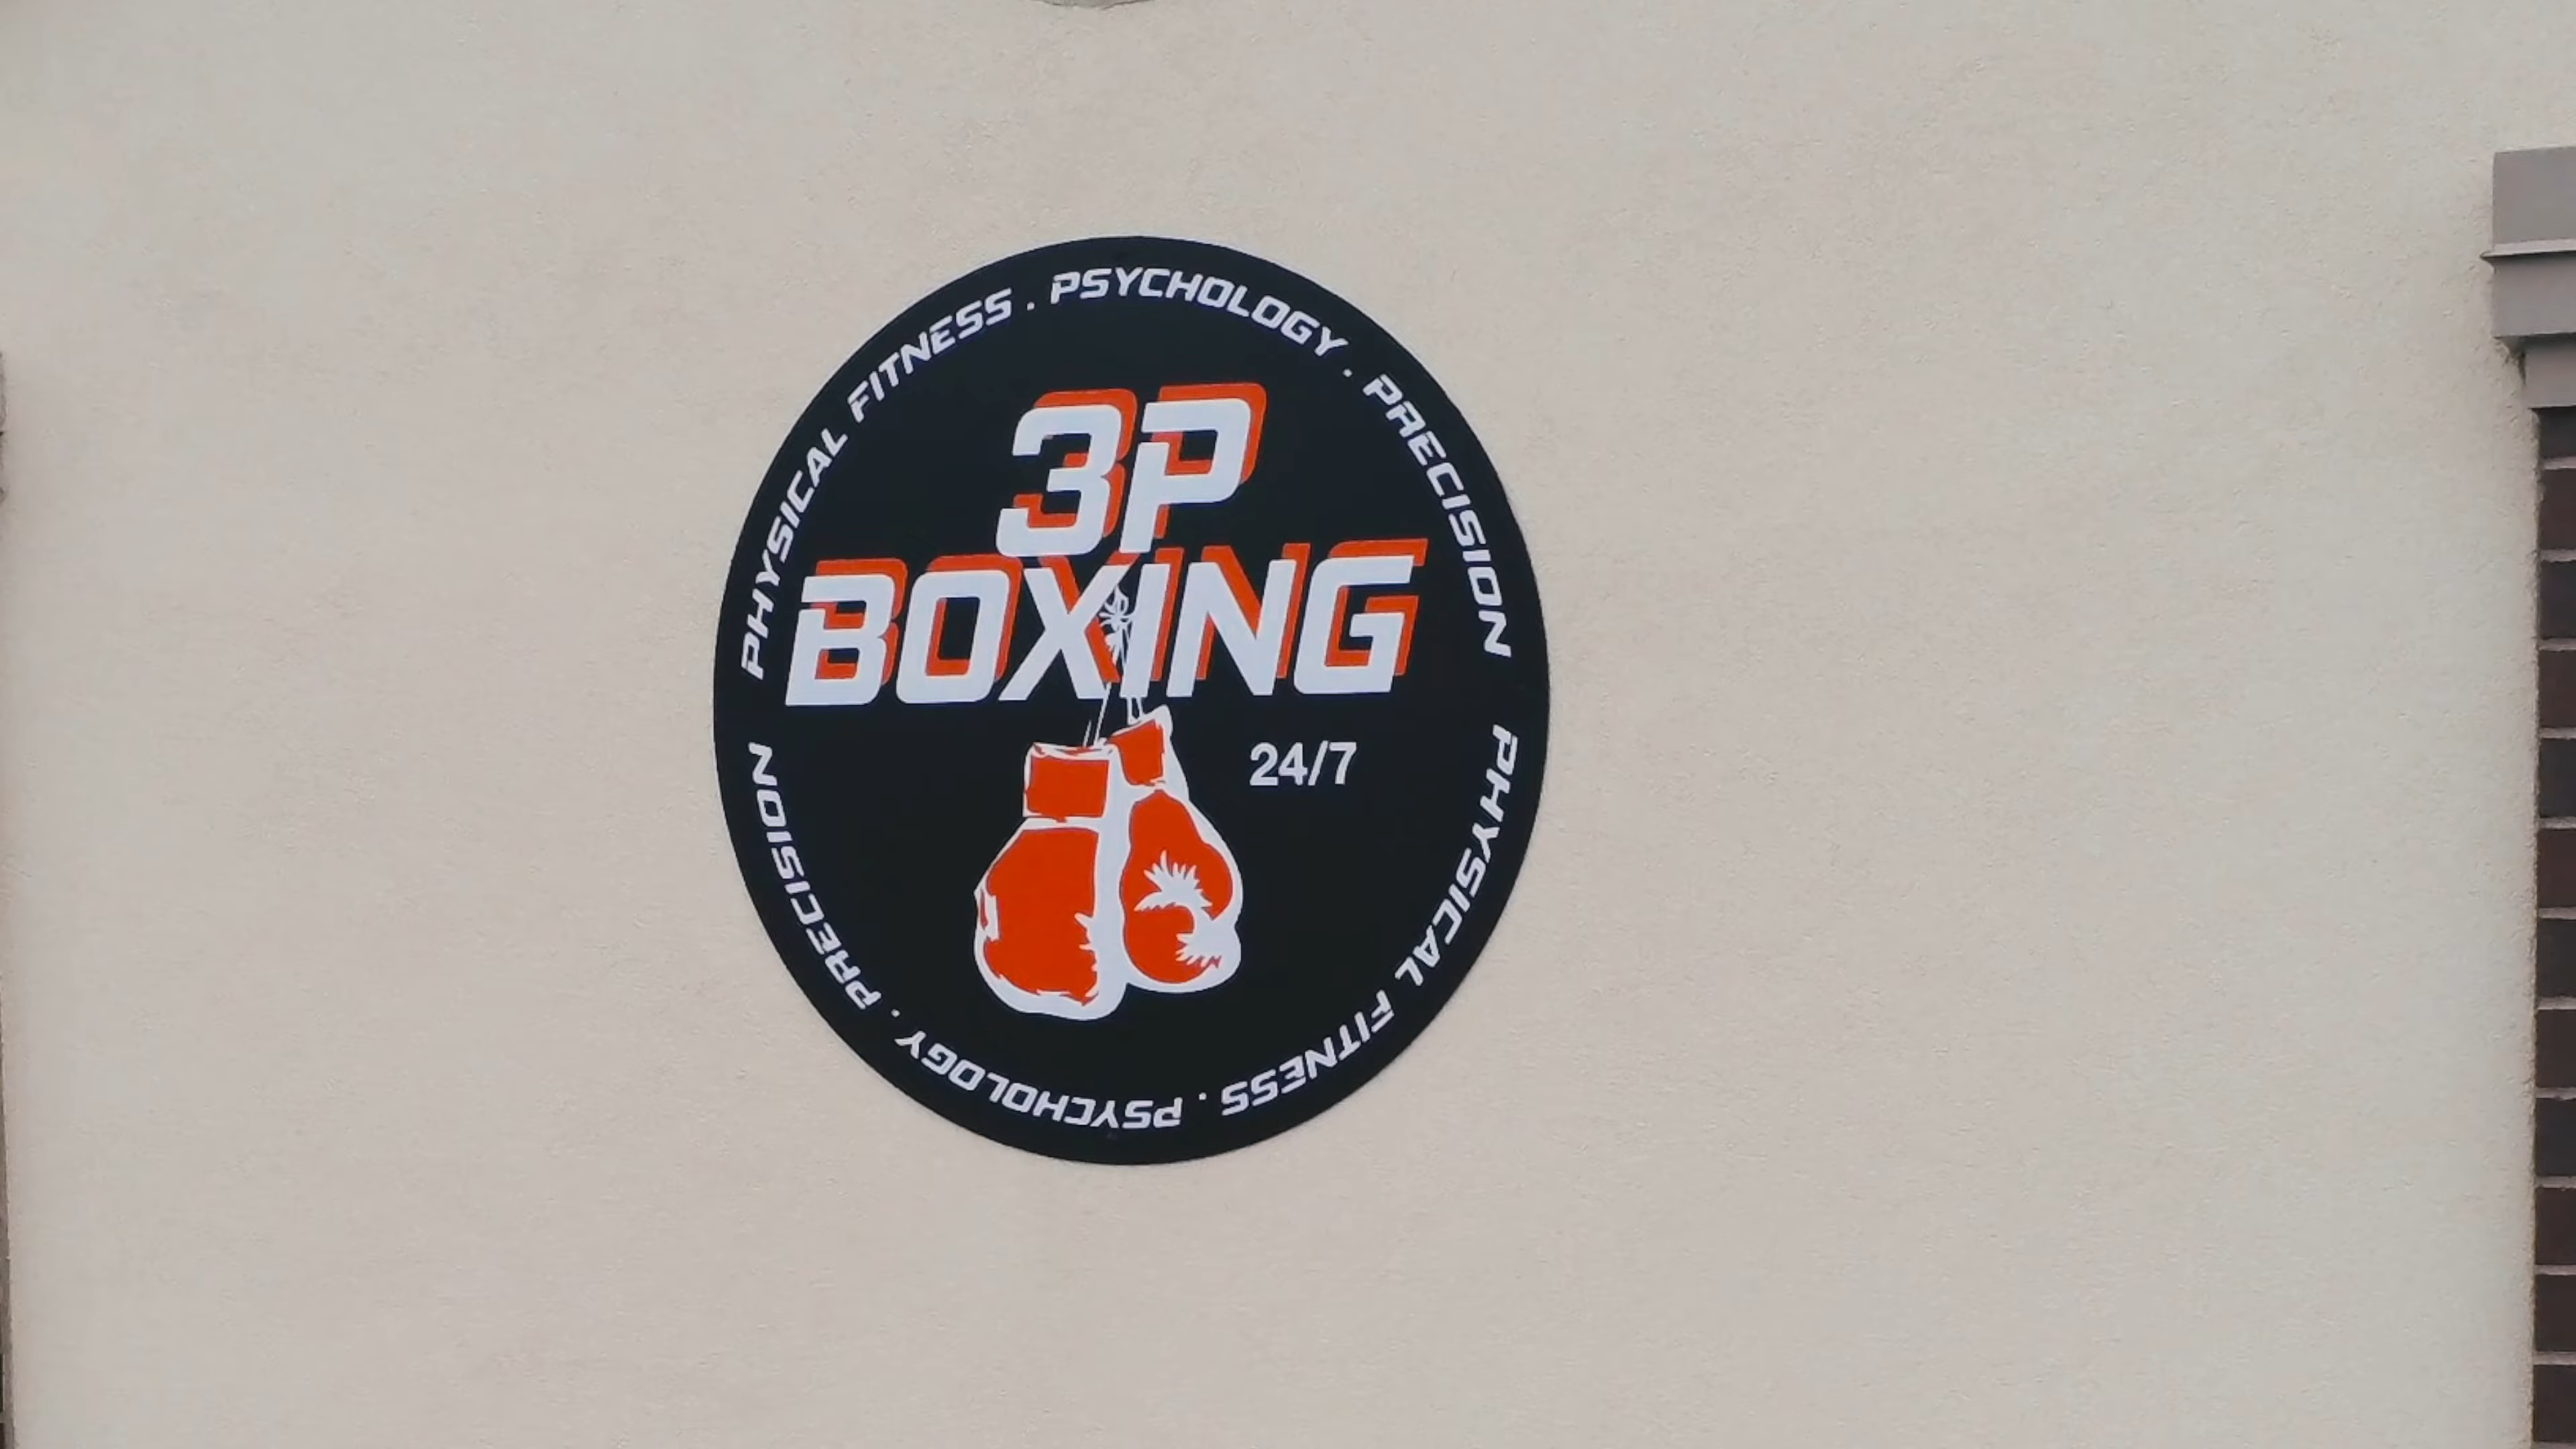 PHYSICAL FITNESS . PSYCHOLOGY . PRECISION
3P
BOXING
24/7
PHYSICAL FITNESS . PSYCHOLOGY . PRECISION